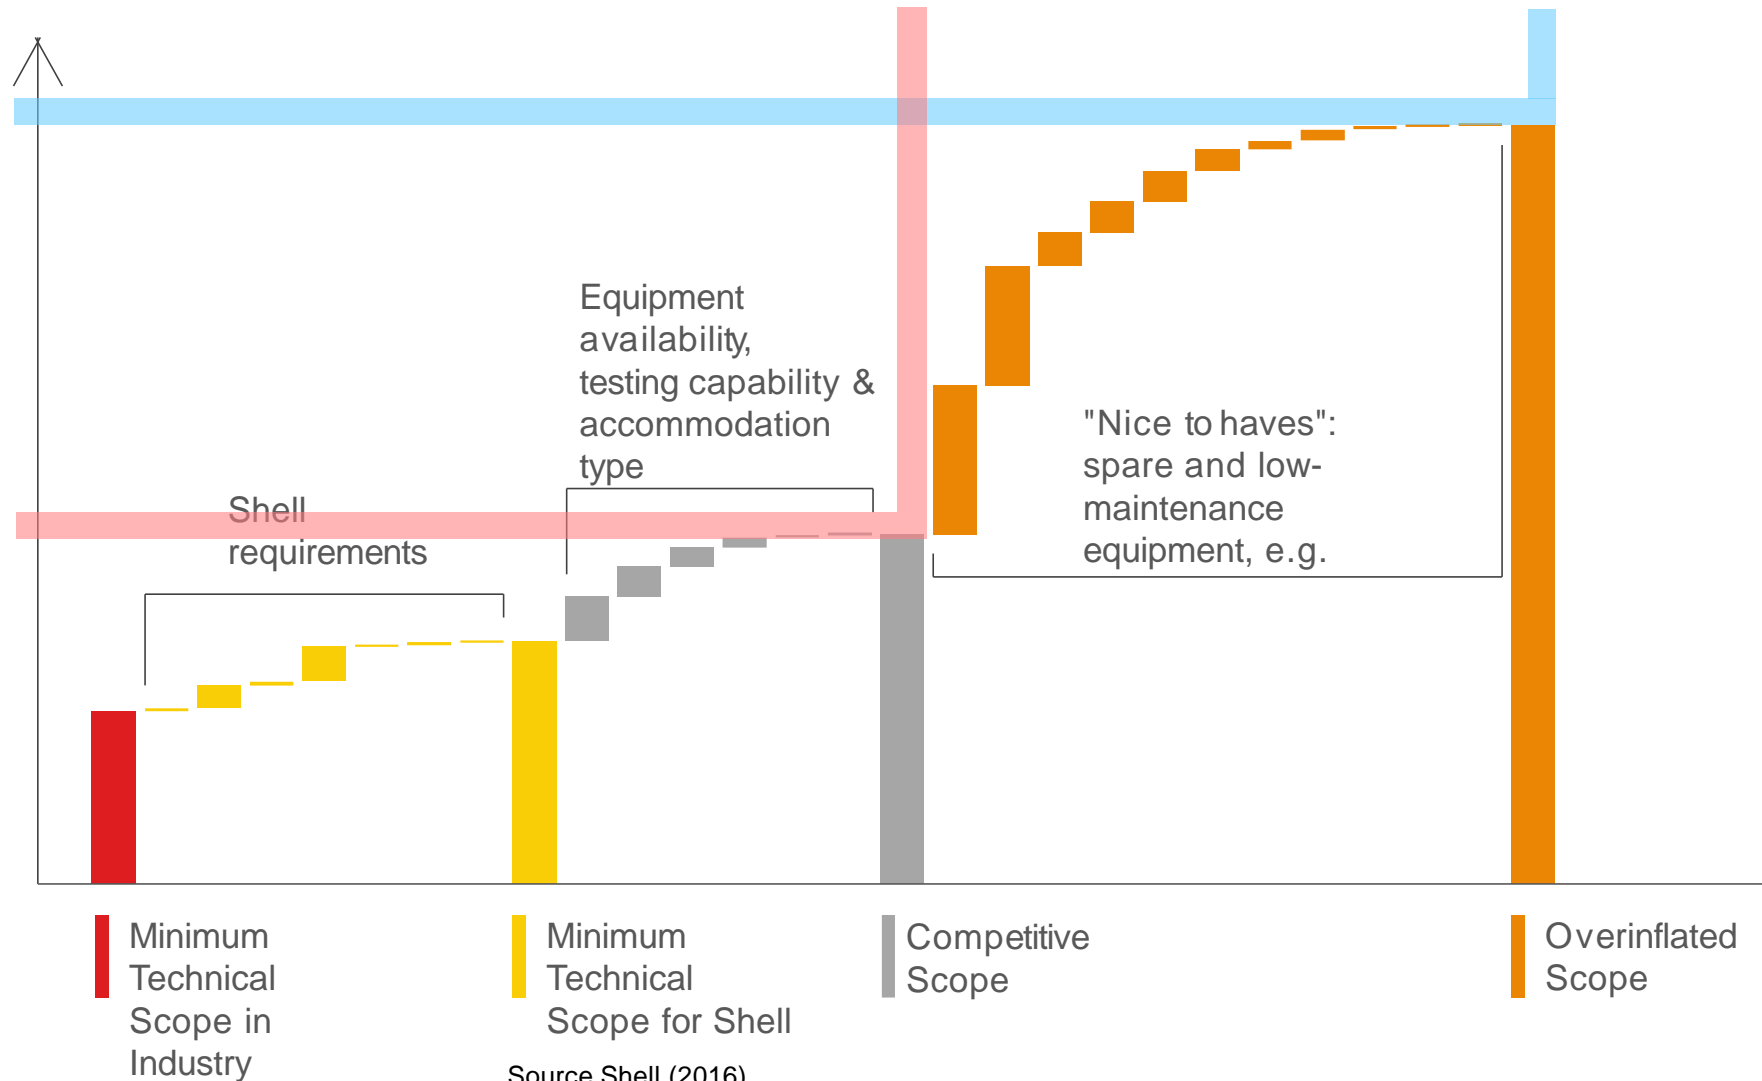 Equipment
availability,
testing capability &
accommodation
type
"Nice to haves":
spare and low-
maintenance
equipment, e.g.
Shell
requirements
Minimum
Technical
Scope in
Industry
Minimum
Technical
Scope for Shell
Competitive
Scope
Overinflated
Scope
Source Shell (2016)